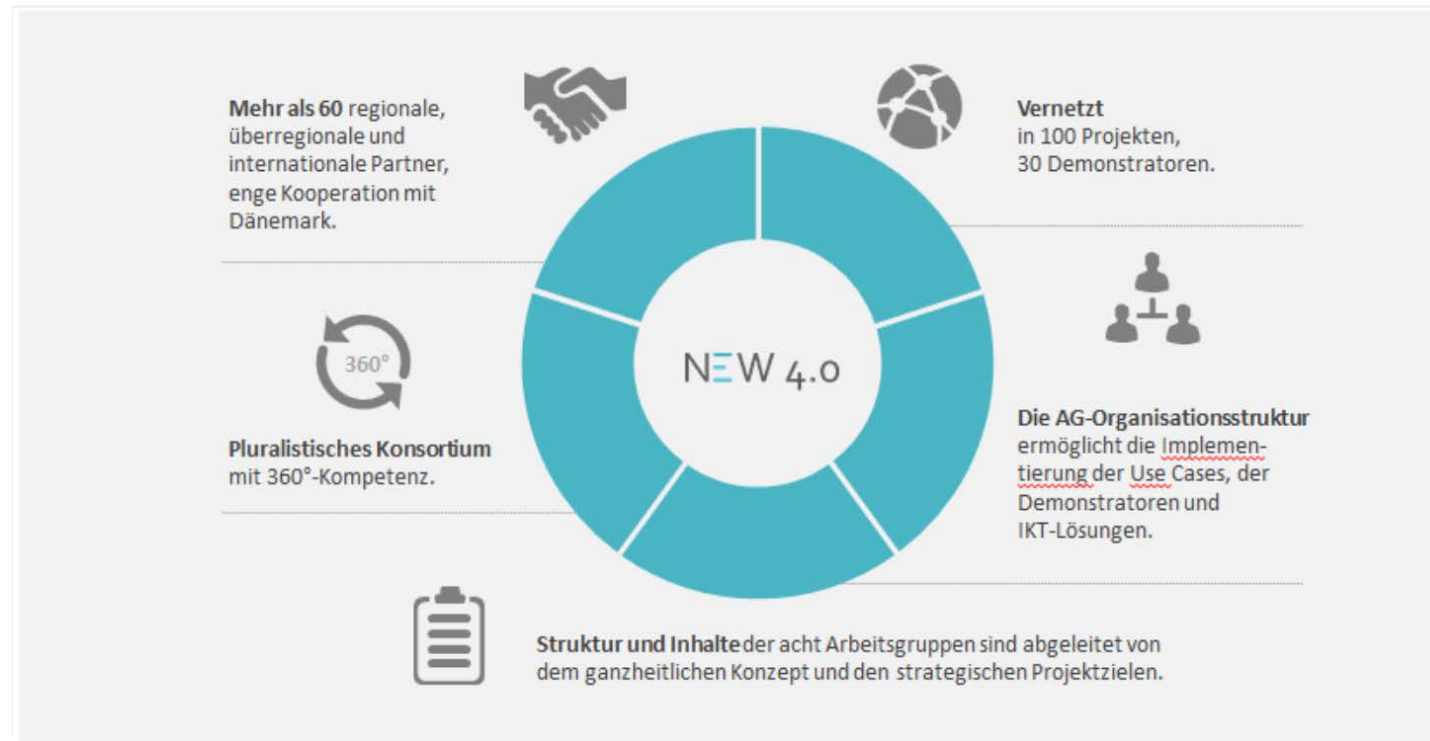 Mehr als 60 regionale,
überregionale und
internationale Partner,
enge Kooperation mit
Dänemark.
Vernetzt
in 100 Projekten,
30 Demonstratoren.
360°
Pluralistisches Konsortium
mit 360°-Kompetenz.
NEW 4.0
Die AG-Organisationsstruktur
ermöglicht die Implemen-
tierung der Use Cases, der
Demonstratoren und
IKT-Lösungen.
Struktur und Inhalte der acht Arbeitsgruppen sind abgeleitet von
dem ganzheitlichen Konzept und den strategischen Projektzielen.